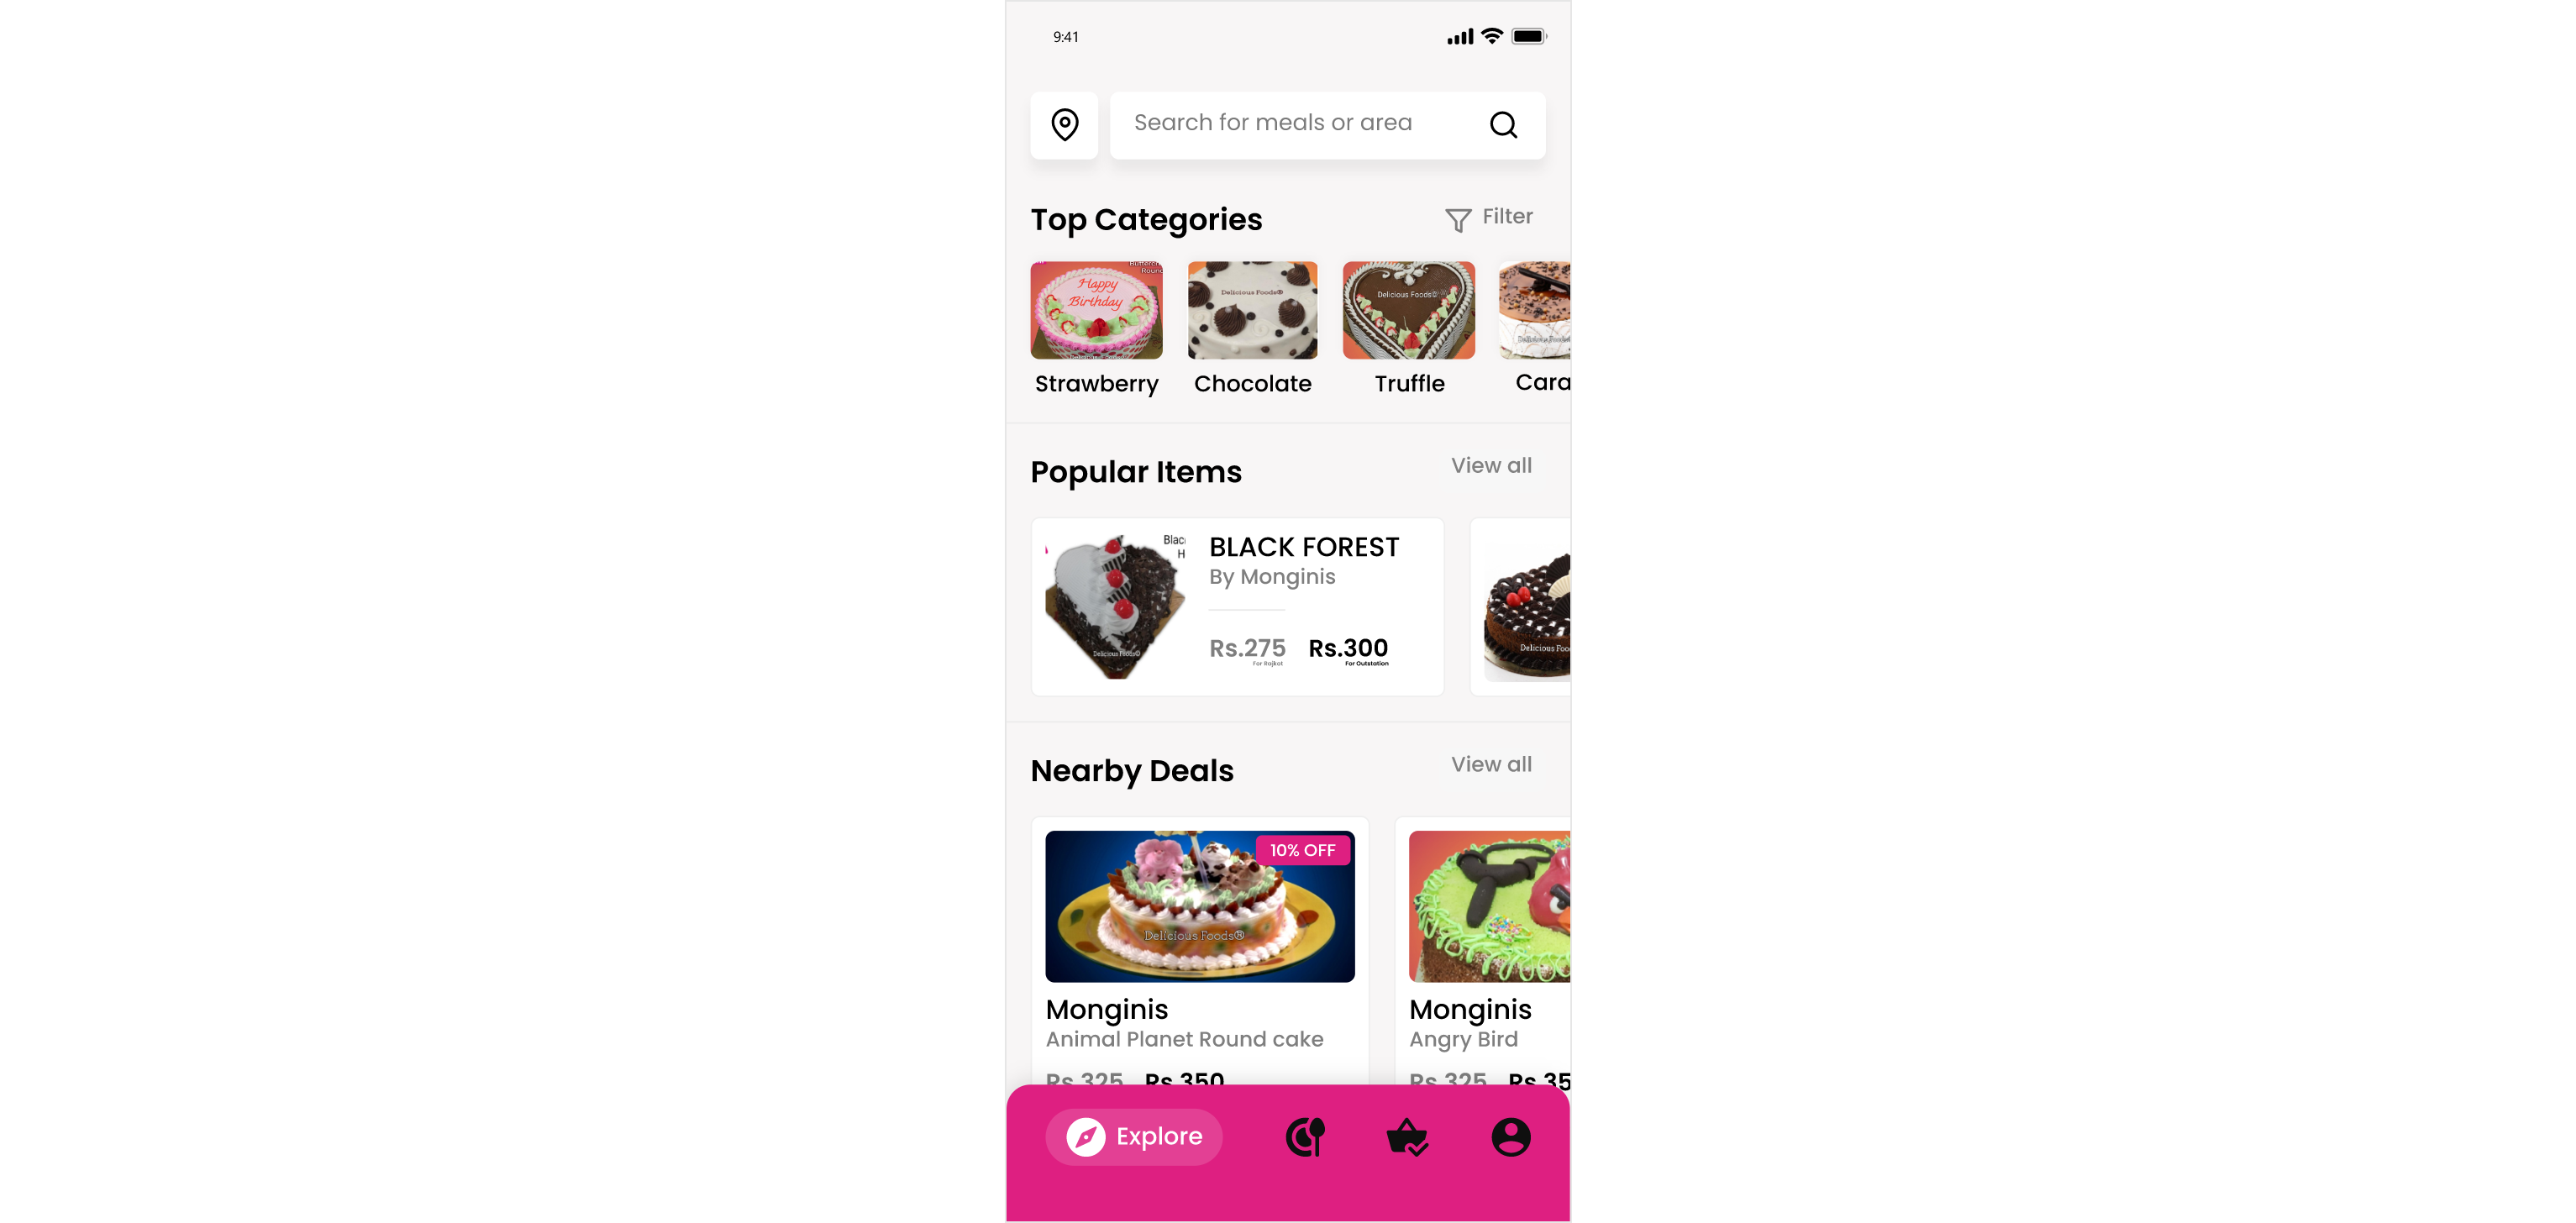 9:41
Search for meals or area
Top Categories
Filter
Happy
Birthday
Delicious Foods®
Delicious Foods®
Strawberry
Chocolate
Truffle
Cara
Popular Items
View all
Blac
H
BLACK FOREST
By Monginis
Rs.275 Rs.300
For Rajkot For Outstation
Delicious Foods®
Delicious Foo
Nearby Deals
View all
10% OFF
Delicious Foods®
Monginis
Animal Planet Round cake
Rs.325 Rs.350
Monginis
Angry Bird
Rs.325 Rs.35
Explore